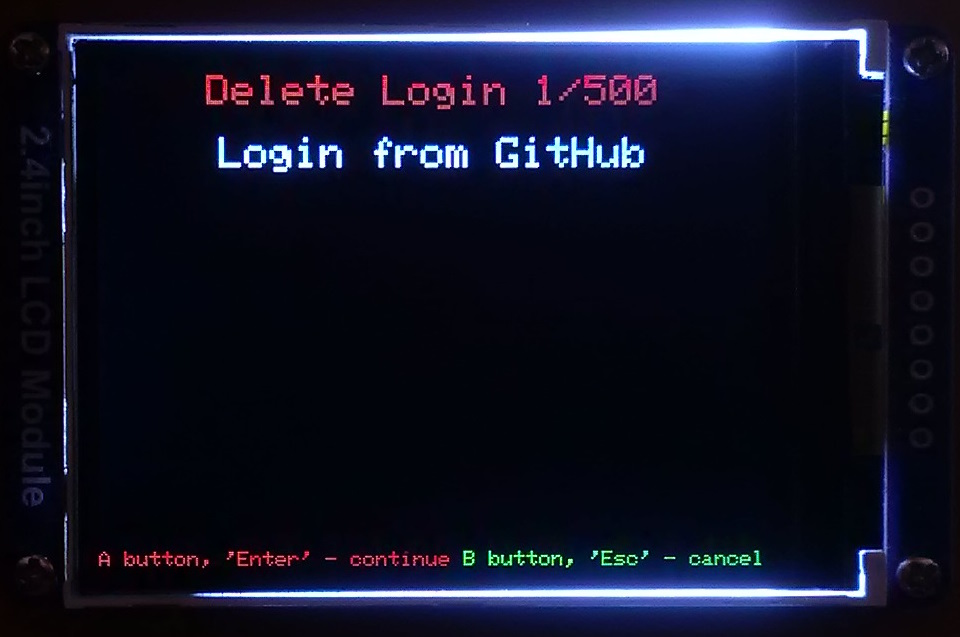 Delete Login 1/500
Login from GitHub
2.4inch LCD Module
A button, 'Enter' - continue B button, 'Esc' - cancel